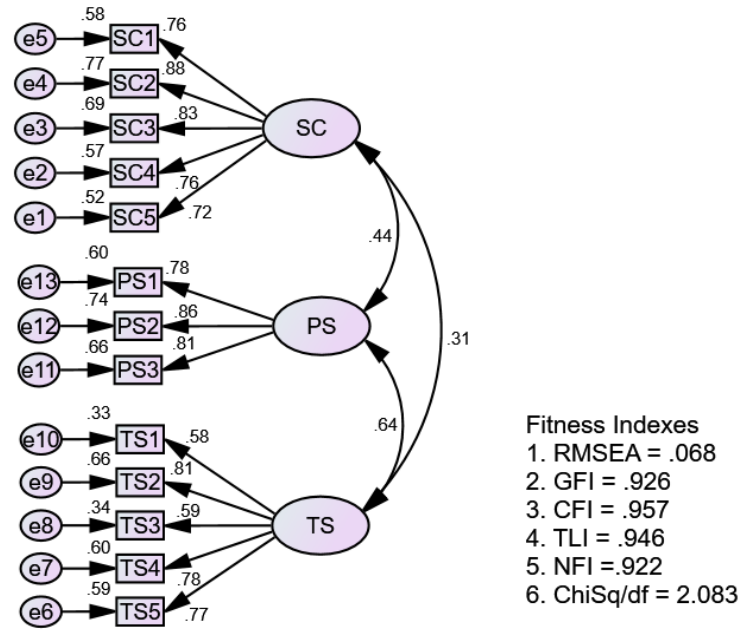 .58 .76
e5 SC1
.77 .88
e4 SC2
.69 .83
e3 SC3 SC
.57
e2 SC4 .76
.52 .72
e1 SC5
.44
.60 .78
e13 PS1
.74 .86
e12 PS2 PS
.66 .81
e11 PS3
.31
.33 .58
e10 TS1
.64
.66 .81
e9 TS2
.34 .59
e8 TS3 TS
.60
e7 TS4 .78
.59 .77
e6 TS5
Fitness Indexes
1. RMSEA = .068
2. GFI = .926
3. CFI = .957
4. TLI = .946
5. NFI =.922
6. ChiSq/df = 2.083